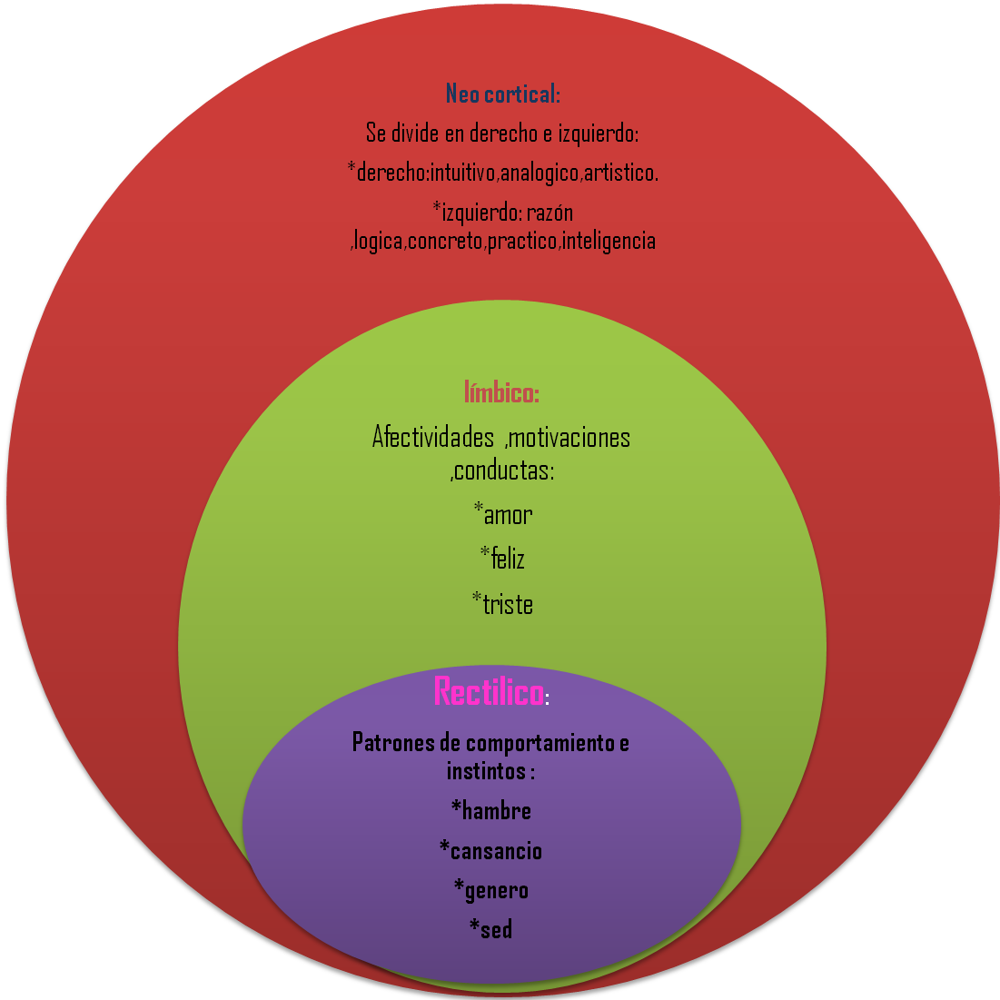 Neo cortical:
Se divide en derecho e izquierdo:
*derecho:intuitivo,analogico,artistico.
*izquierdo: razón
,logica,concreto,practico,inteligencia
límbico:
Afectividades ,motivaciones
,conductas:
*amor
*feliz
*triste
Rectilico:
Patrones de comportamiento e
instintos :
*hambre
*cansancio
*genero
*sed